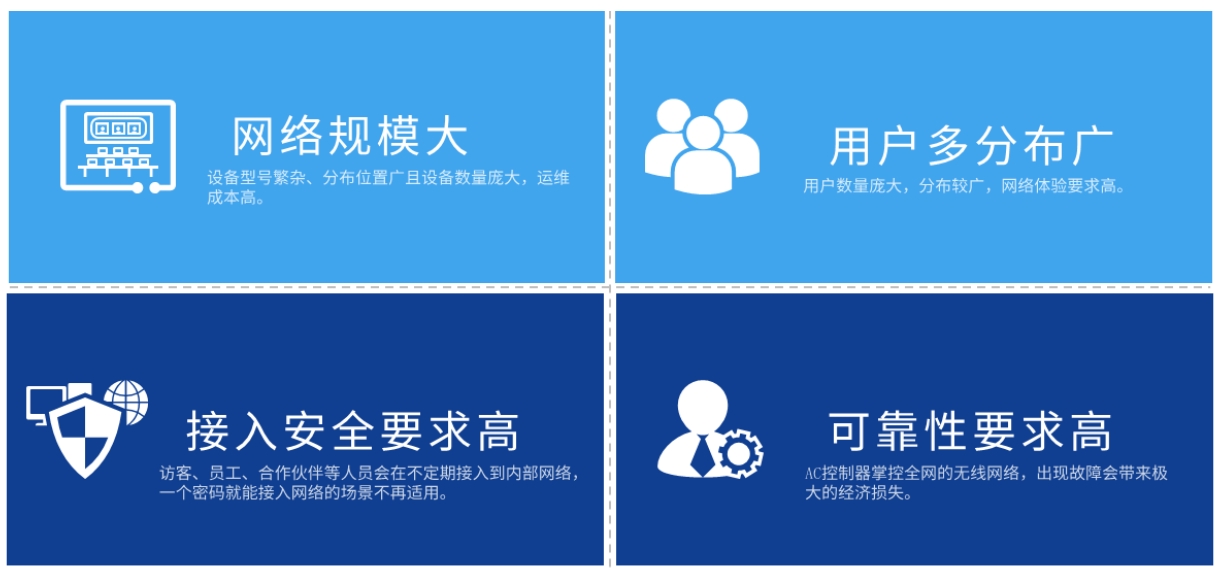 网络规模大
设备型号繁杂、分布位置广且设备数量庞大，运维
成本高。
用户多分布广
用户数量庞大，分布较广，网络体验要求高。
接入安全要求高
访客、员工、合作伙伴等人员会在不定期接入到内部网络，
一个密码就能接入网络的场景不再适用。
可靠性要求高
AC控制器掌控全网的无线网络，出现故障会带来极
大的经济损失。